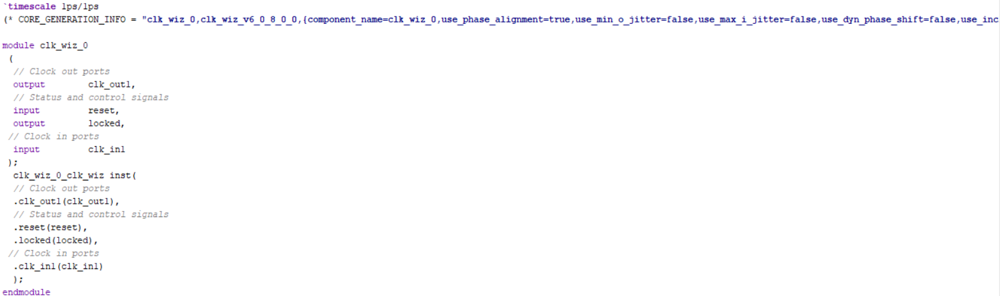 `timescale 1ps/1ps
(* CORE_GENERATION_INFO = "clk_wiz_0,clk_wiz_v6_0_8_0_0,{component_name=clk_wiz_0,use_phase_alignment=true,use_min_o_jitter=false,use_max_i_jitter=false,use_dyn_phase_shift=false,use_inc
module clk_wiz_0
(
// Clock out ports
output clk_out1,
// Status and control signals
input reset,
output locked,
// Clock in ports
input clk_in1
);
clk_wiz_0_clk_wiz inst(
// Clock out ports
.clk_out1(clk_out1),
// Status and control signals
.reset(reset),
.locked(locked),
// Clock in ports
.clk_in1(clk_in1)
);
endmodule